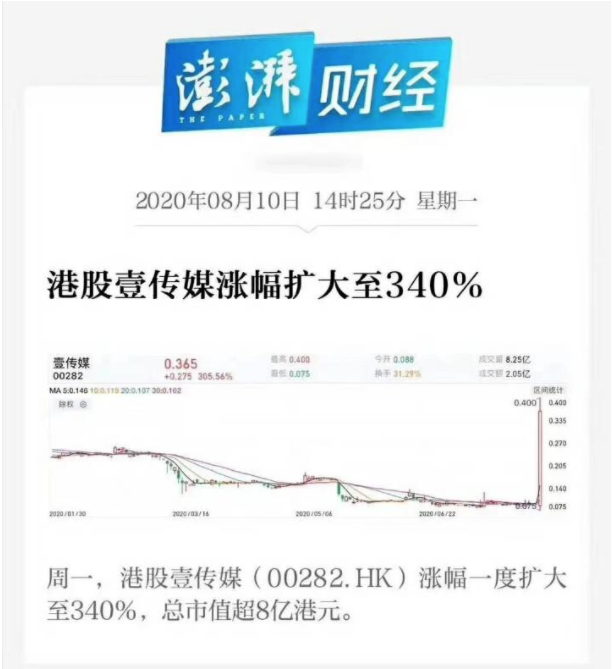 澎湃财经
THE PAPER
2020年08月10日 14时25分 星期一
港股壹传媒涨幅扩大至340%
壹传媒 0.365 最高 0.400 今开 0.088 成交量 8.25亿
00282 +0.275 305.56% 最低 0.075 换手 31.29% 成交额 2.05亿
MA 5:0.146 10:0.115 20:0.107 30:0.102 区间统计
除权
0.400 0.400
0.335
0.270
0.205
0.140
0.075 0.075
2020/01/30 2020/03/16 2020/05/06 2020/06/22
周一，港股壹传媒（00282.HK）涨幅一度扩大
至340%，总市值超8亿港元。